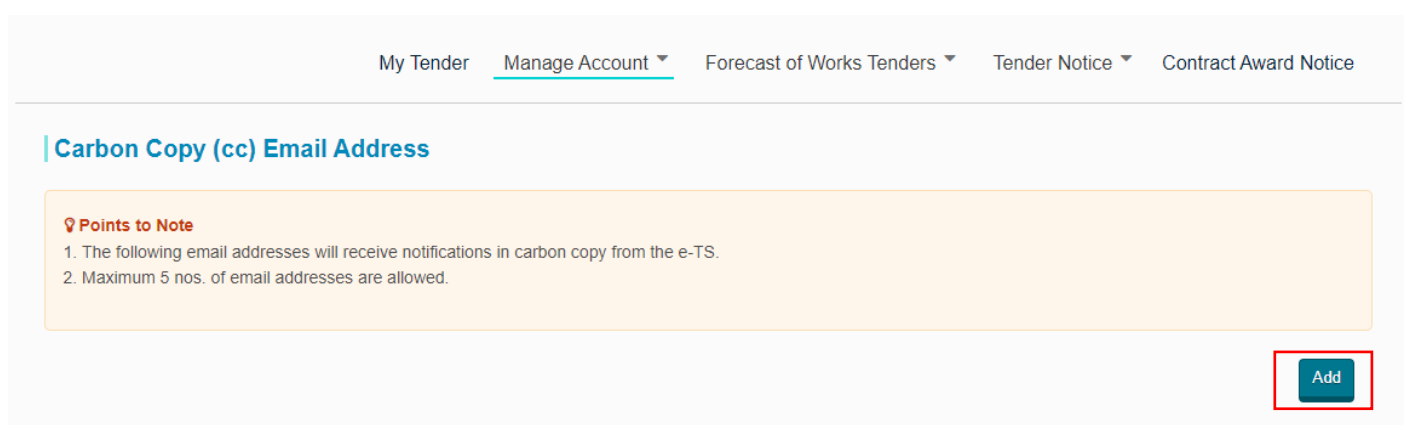 My Tender Manage Account Forecast of Works Tenders Tender Notice Contract Award Notice
Carbon Copy (cc) Email Address
Points to Note
1. The following email addresses will receive notifications in carbon copy from the e-TS.
2. Maximum 5 nos. of email addresses are allowed.
Add